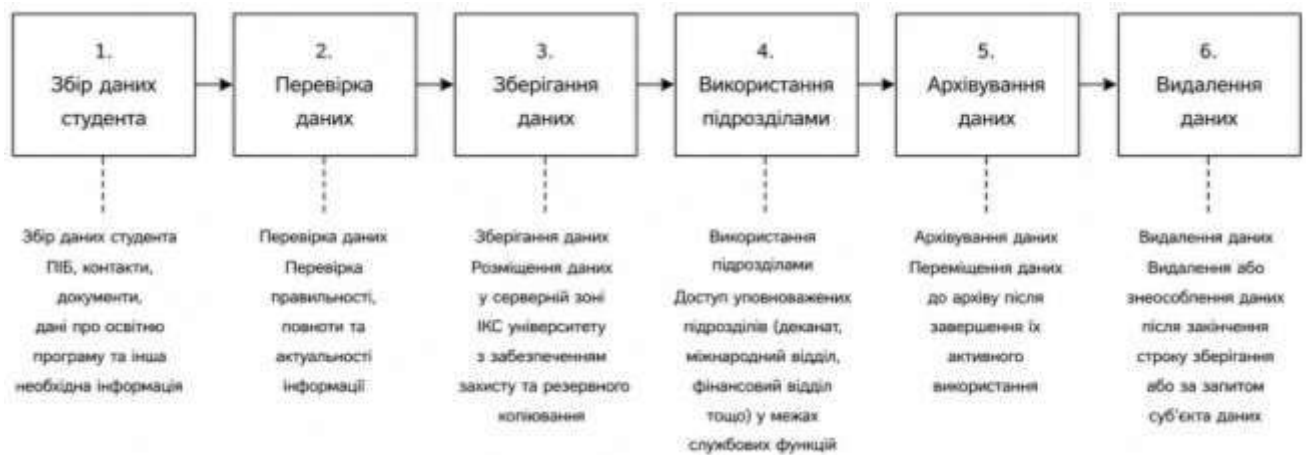 1.
Збір даних
студента
2.
Перевірка
даних
3.
Зберігання
даних
4.
Використання
підрозділами
5.
Архівування
даних
6.
Видалення
даних
Збір даних студента
ПІБ, контакти,
документи,
дані про освітню
програму та інша
необхідна інформація
Перевірка даних
Перевірка
правильності,
повноти та
актуальності
інформації
Зберігання даних
Розміщення даних
у серверній зоні
ІКС університету
з забезпеченням
захисту та резервного
копіювання
Використання
підрозділами
Доступ уповноважених
підрозділів (деканат,
міжнародний відділ,
фінансовий відділ
тощо) у межах
службових функцій
Архівування даних
Переміщення даних
до архіву після
завершення їх
активного
використання
Видалення даних
Видалення або
знеособлення даних
після закінчення
строку зберігання
або за запитом
суб'єкта даних